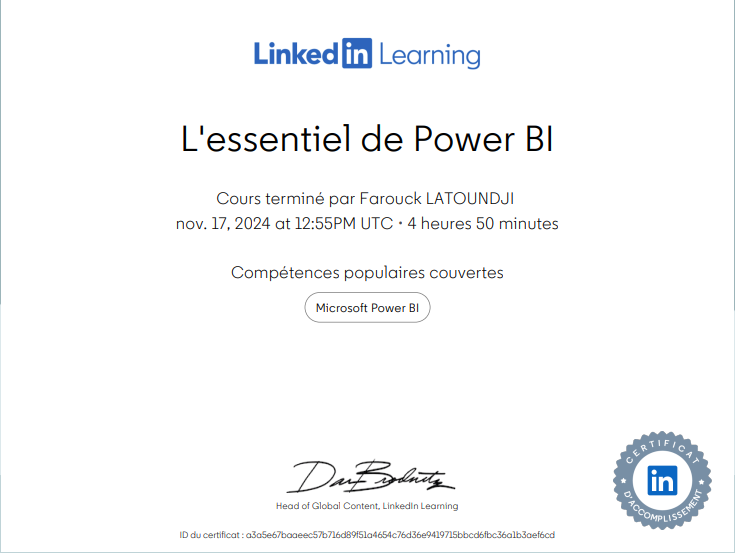 LinkedIn Learning
L'essentiel de Power BI
Cours terminé par Farouck LATOUNDJI
nov. 17, 2024 at 12:55PM UTC • 4 heures 50 minutes
Compétences populaires couvertes
Microsoft Power BI
Head of Global Content, LinkedIn Learning
CERTIFICAT
in
D'ACCOMPLISSEMENT
ID du certificat : a3a5e67baaeec57b716d89f51a4654c76d36e9419715bbcd6fbc36a1b3aef6cd